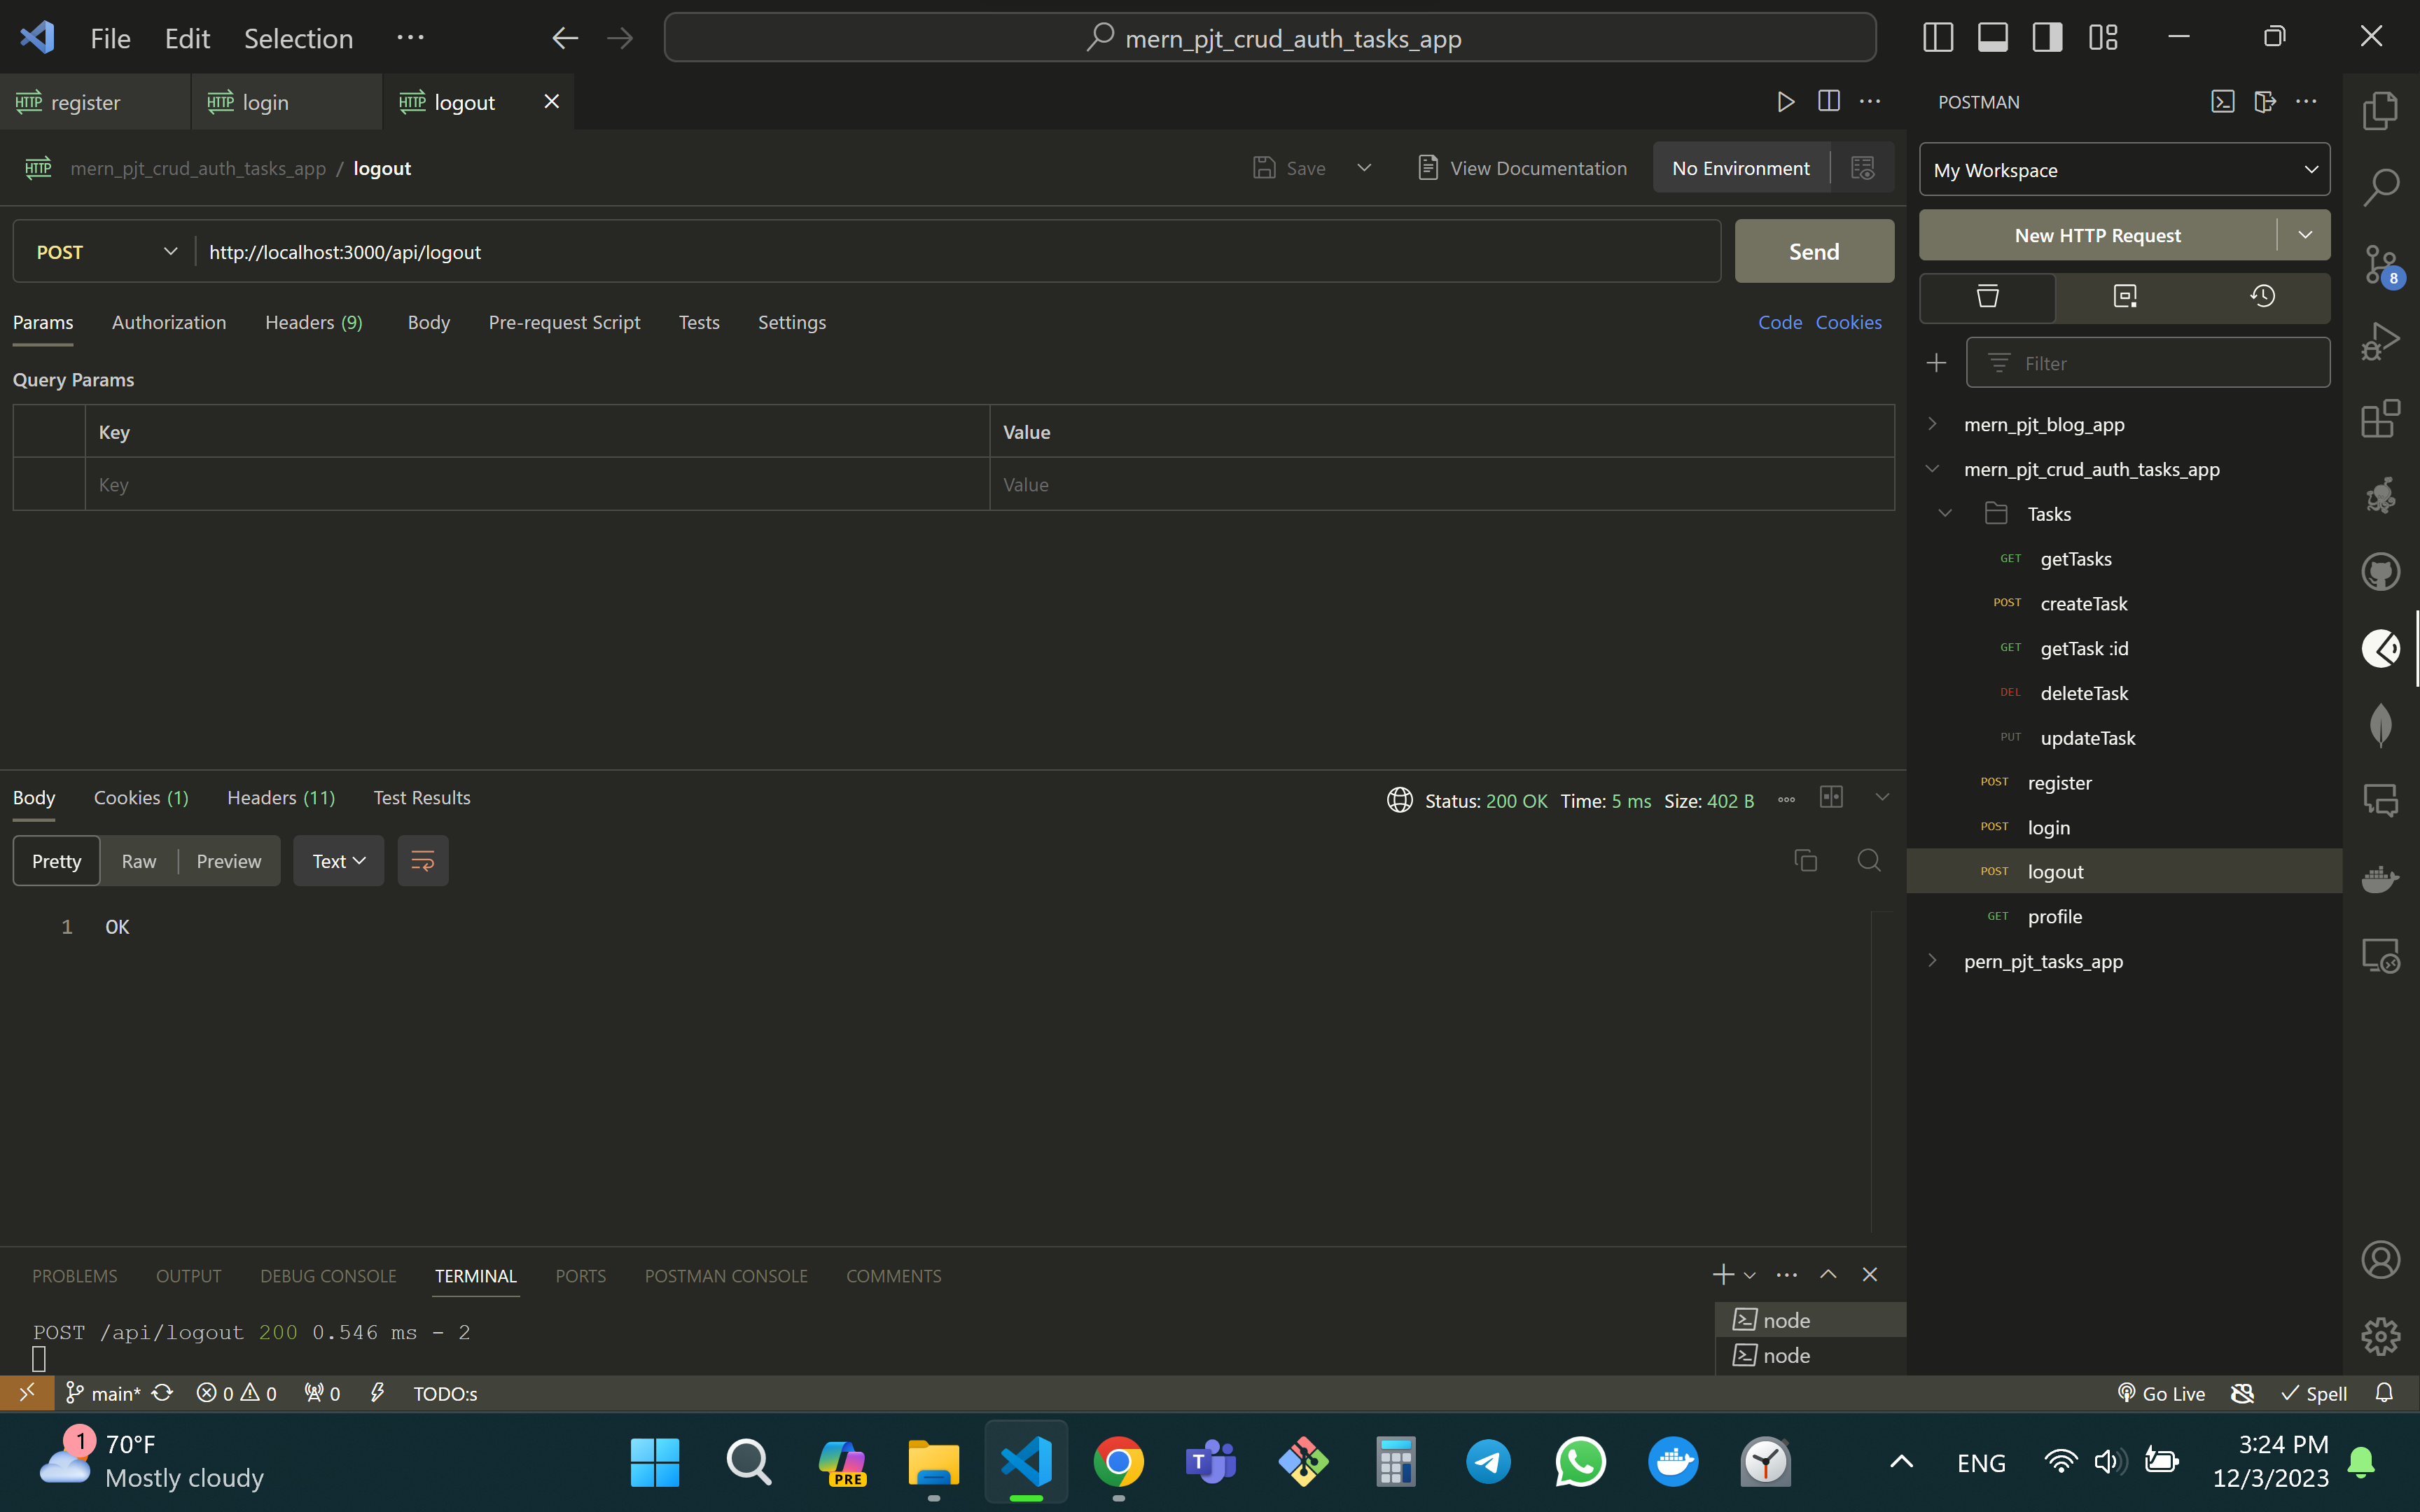 File Edit Selection ···
mern_pjt_crud_auth_tasks_app
HTTP register
HTTP login
HTTP logout
HTTP mern_pjt_crud_auth_tasks_app / logout
Save
View Documentation
No Environment
POST
http://localhost:3000/api/logout
Send
Params Authorization Headers (9) Body Pre-request Script Tests Settings
Code Cookies
Query Params
Key Value
Key Value
Body Cookies (1) Headers (11) Test Results
Status: 200 OK Time: 5 ms Size: 402 B
Pretty Raw Preview Text
1 OK
PROBLEMS OUTPUT DEBUG CONSOLE TERMINAL PORTS POSTMAN CONSOLE COMMENTS
POST /api/logout 200 0.546 ms - 2
node
node
POSTMAN
My Workspace
New HTTP Request
Filter
mern_pjt_blog_app
mern_pjt_crud_auth_tasks_app
Tasks
GET getTasks
POST createTask
GET getTask :id
DEL deleteTask
PUT updateTask
POST register
POST login
POST logout
GET profile
pern_pjt_tasks_app
8
main* 0 0 0 TODO:s
Go Live Spell
1
70°F
Mostly cloudy
PRE
T
ENG
3:24 PM
12/3/2023